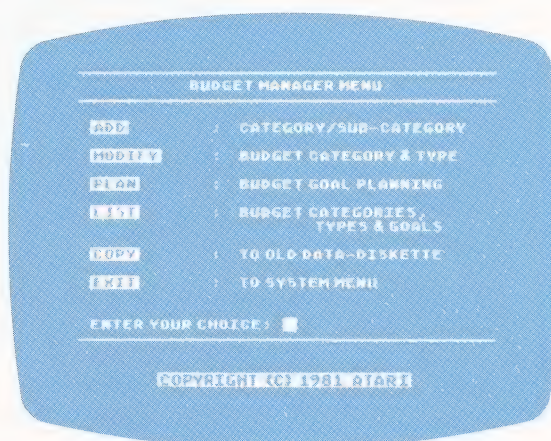 BUDGET MANAGER MENU
ADD : CATEGORY/SUB-CATEGORY
MODIFY : BUDGET CATEGORY & TYPE
PLAN : BUDGET GOAL PLANNING
LIST : BUDGET CATEGORIES,
TYPES & GOALS
COPY : TO OLD DATA-DISKETTE
EXIT : TO SYSTEM MENU
ENTER YOUR CHOICE:
COPYRIGHT (C) 1981 ATARI